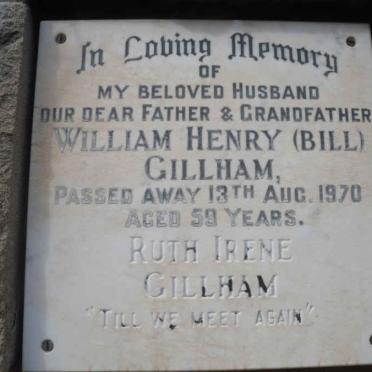 In Loving Memory
OF
MY BELOVED HUSBAND
OUR DEAR FATHER & GRANDFATHER
WILLIAM HENRY (BILL)
GILLHAM,
PASSED AWAY 13TH AUG. 1970
AGED 59 YEARS.
RUTH IRENE
GILLHAM
"TILL WE MEET AGAIN".